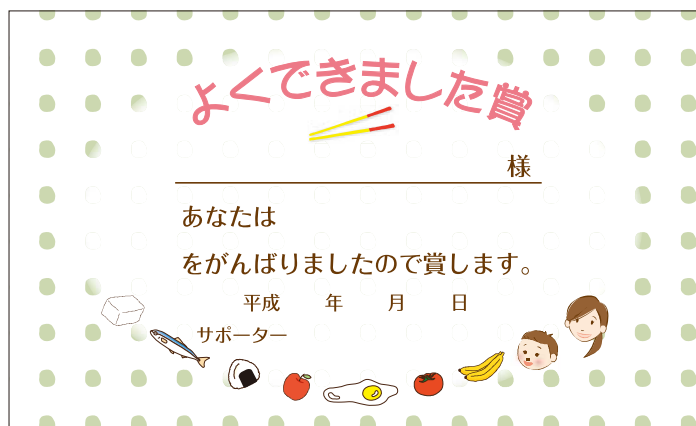 よくできました賞
様
あなたは
をがんばりましたので賞します。
平成 年 月 日
サポーター